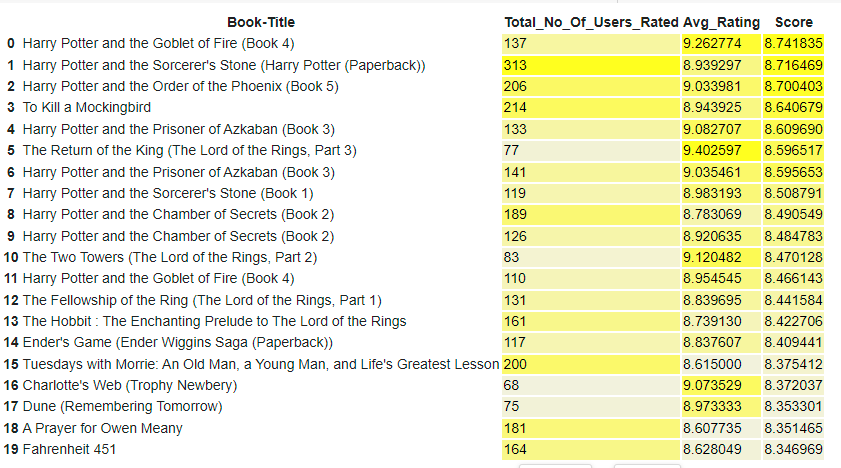 Book-Title Total_No_Of_Users_Rated Avg_Rating Score
0 Harry Potter and the Goblet of Fire (Book 4) 137 9.262774 8.741835
1 Harry Potter and the Sorcerer's Stone (Harry Potter (Paperback)) 313 8.939297 8.716469
2 Harry Potter and the Order of the Phoenix (Book 5) 206 9.033981 8.700403
3 To Kill a Mockingbird 214 8.943925 8.640679
4 Harry Potter and the Prisoner of Azkaban (Book 3) 133 9.082707 8.609690
5 The Return of the King (The Lord of the Rings, Part 3) 77 9.402597 8.596517
6 Harry Potter and the Prisoner of Azkaban (Book 3) 141 9.035461 8.595653
7 Harry Potter and the Sorcerer's Stone (Book 1) 119 8.983193 8.508791
8 Harry Potter and the Chamber of Secrets (Book 2) 189 8.783069 8.490549
9 Harry Potter and the Chamber of Secrets (Book 2) 126 8.920635 8.484783
10 The Two Towers (The Lord of the Rings, Part 2) 83 9.120482 8.470128
11 Harry Potter and the Goblet of Fire (Book 4) 110 8.954545 8.466143
12 The Fellowship of the Ring (The Lord of the Rings, Part 1) 131 8.839695 8.441584
13 The Hobbit : The Enchanting Prelude to The Lord of the Rings 161 8.739130 8.422706
14 Ender's Game (Ender Wiggins Saga (Paperback)) 117 8.837607 8.409441
15 Tuesdays with Morrie: An Old Man, a Young Man, and Life's Greatest Lesson 200 8.615000 8.375412
16 Charlotte's Web (Trophy Newbery) 68 9.073529 8.372037
17 Dune (Remembering Tomorrow) 75 8.973333 8.353301
18 A Prayer for Owen Meany 181 8.607735 8.351465
19 Fahrenheit 451 164 8.628049 8.346969